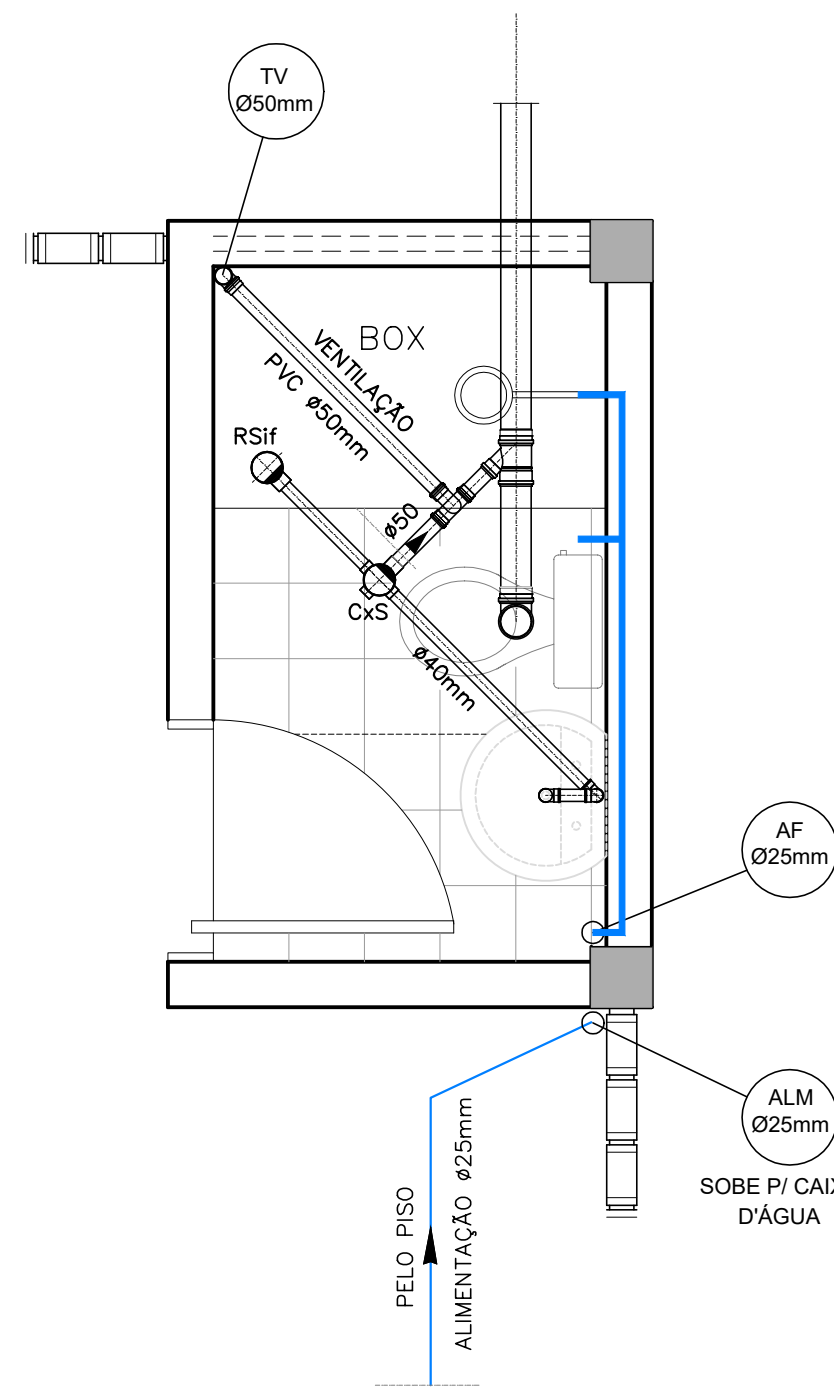 TV
Ø50mm
BOX
VENTILAÇÃO
PVC ø50mm
RSif
ø50
CxS
ø40mm
AF
Ø25mm
ALM
Ø25mm
SOBE P/ CAIX
D'ÁGUA
PELO PISO
ALIMENTAÇÃO ø25mm